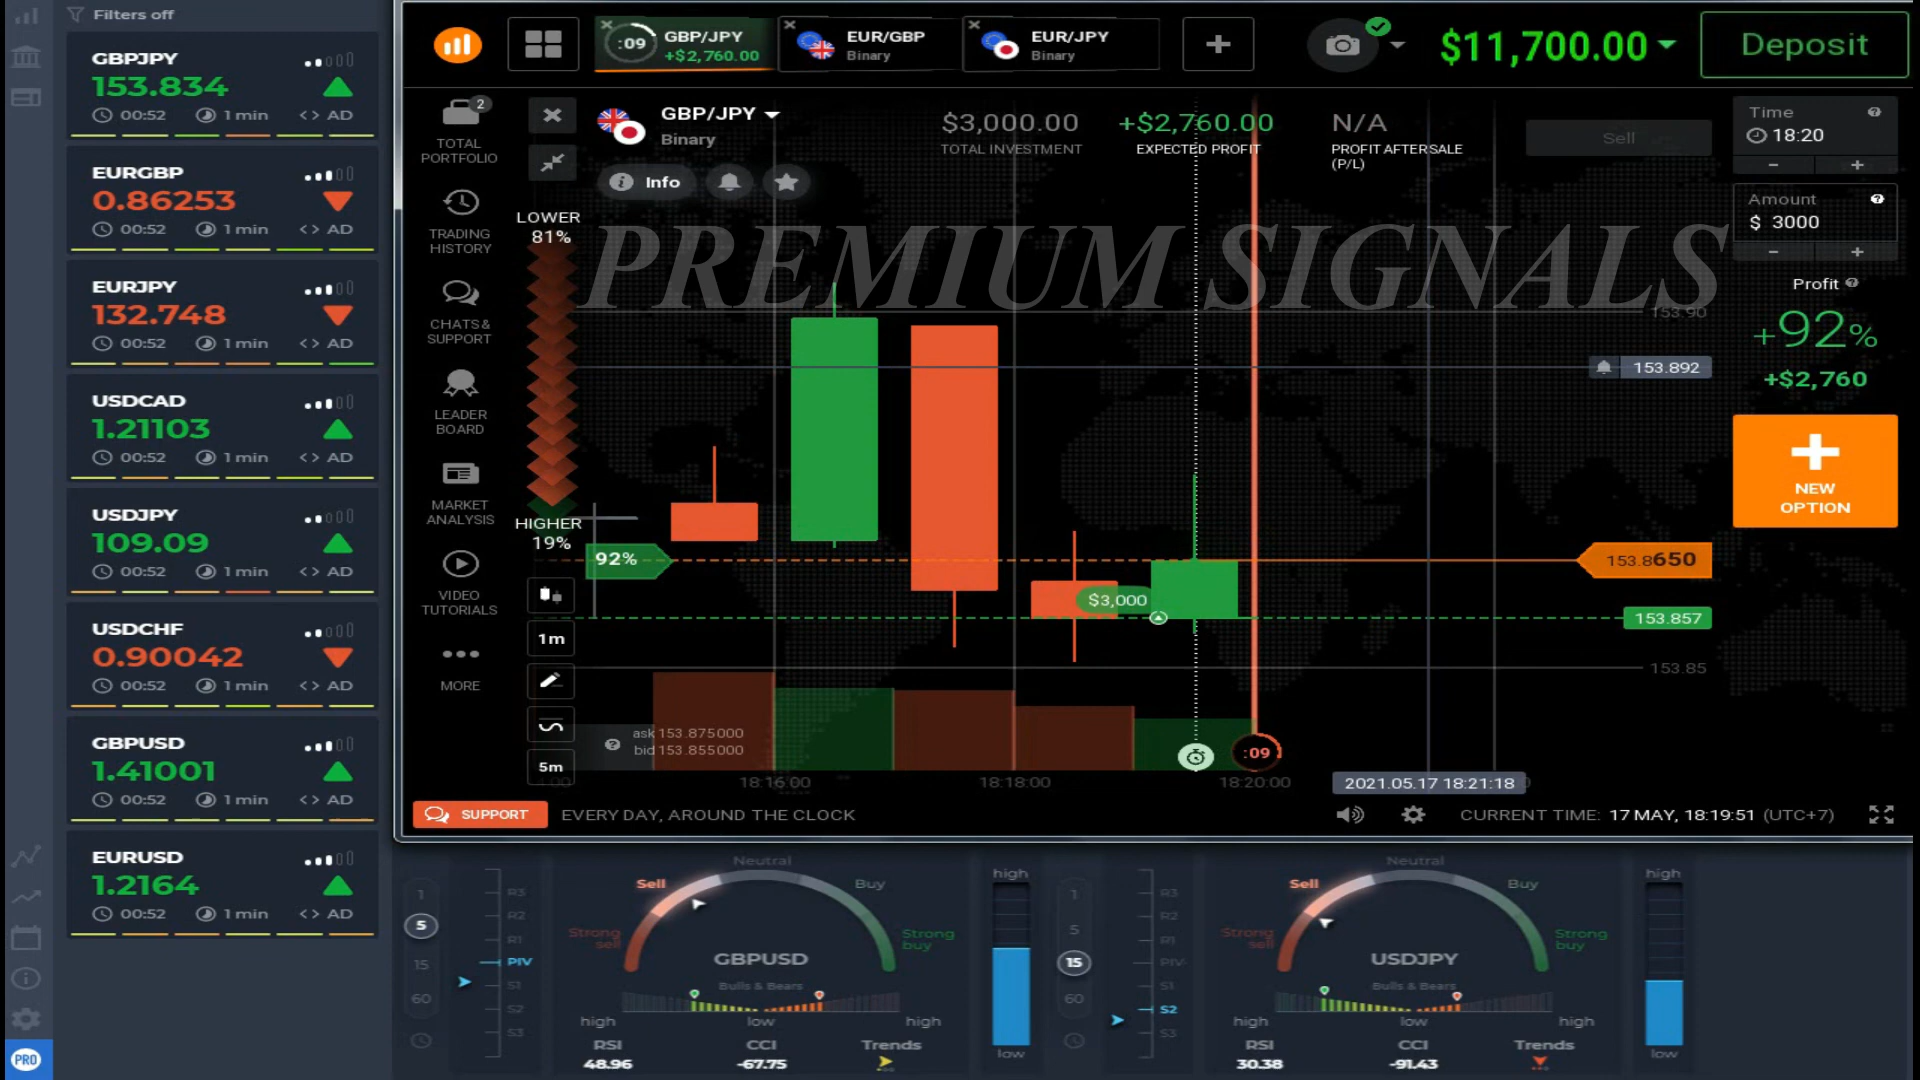 Filters off
GBPJPY
153.834
00:52 1 min <> AD
EURGBP
0.86253
00:52 1 min <> AD
EURJPY
132.748
00:52 1 min <> AD
USDCAD
1.21103
00:52 1 min <> AD
USDJPY
109.09
00:52 1 min <> AD
USDCHF
0.90042
00:52 1 min <> AD
GBPUSD
1.41001
00:52 1 min <> AD
EURUSD
1.2164
00:52 1 min <> AD
PRO
:09 GBP/JPY
+$2,760.00
EUR/GBP
Binary
EUR/JPY
Binary
$11,700.00
Deposit
2
TOTAL
PORTFOLIO
TRADING
HISTORY
CHATS &
SUPPORT
LEADER
BOARD
MARKET
ANALYSIS
VIDEO
TUTORIALS
MORE
GBP/JPY
Binary
Info
$3,000.00
TOTAL INVESTMENT
+$2,760.00
EXPECTED PROFIT
N/A
PROFIT AFTER SALE
(P/L)
Sell
LOWER
81%
PREMIUM SIGNALS
153.90
153.892
HIGHER
19%
92%
153.8650
$3,000
153.857
153.85
1m
5m
ask 153.875000
bid 153.855000
:09
18:16:00
18:18:00
18:20:00
2021.05.17 18:21:18
Time
18:20
- +
Amount
$ 3000
- +
Profit
+92%
+$2,760
NEW
OPTION
SUPPORT
EVERY DAY, AROUND THE CLOCK
CURRENT TIME: 17 MAY, 18:19:51 (UTC+7)
1
5
15
60
R3
R2
R1
PIV
S1
S2
S3
Neutral
Sell
Buy
Strong
sell
Strong
buy
GBPUSD
Bulls & Bears
high low high
RSI CCI Trends
48.96 -67.75
high
low
1
5
15
60
R3
R2
R1
PIV
S1
S2
S3
Neutral
Sell
Buy
Strong
sell
Strong
buy
USDJPY
Bulls & Bears
high low high
RSI CCI Trends
30.38 -91.43
high
low